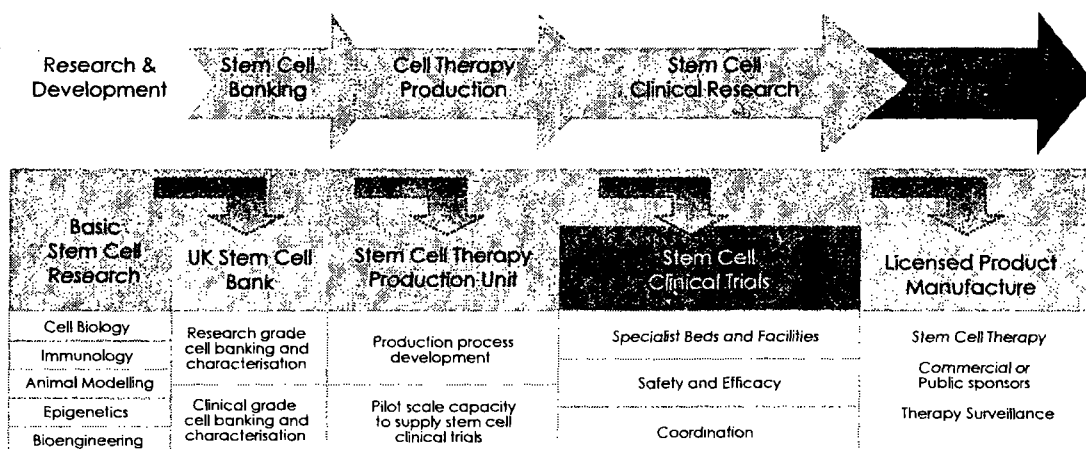 Research &
Development
Stem Cell
Banking
Cell Therapy
Production
Stem Cell
Clinical Research
Basic
Stem Cell
Research
UK Stem Cell
Bank
Stem Cell Therapy
Production Unit
Stem Cell
Clinical Trials
Licensed Product
Manufacture
Cell Biology
Immunology
Animal Modelling
Epigenetics
Bioengineering
Research grade
cell banking and
characterisation
Clinical grade
cell banking and
characterisation
Production process
development
Pilot scale capacity
to supply stem cell
clinical trials
Specialist Beds and Facilities
Safety and Efficacy
Coordination
Stem Cell Therapy
Commercial or
Public sponsors
Therapy Surveillance